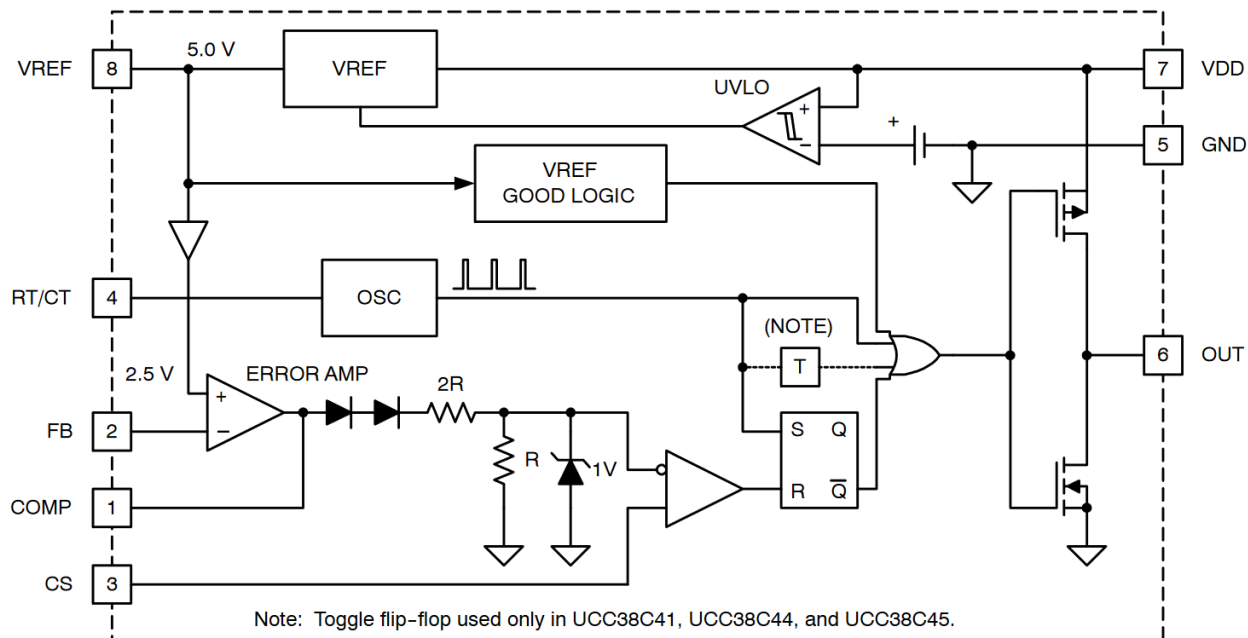 5.0 V
VREF 8
VREF
7 VDD
UVLO
+
−
+
5 GND
VREF
GOOD LOGIC
RT/CT 4
OSC
(NOTE)
T
6 OUT
2.5 V
ERROR AMP
2R
+
−
FB 2
R
1V
S Q
R Q̅
COMP 1
CS 3
Note: Toggle flip−flop used only in UCC38C41, UCC38C44, and UCC38C45.